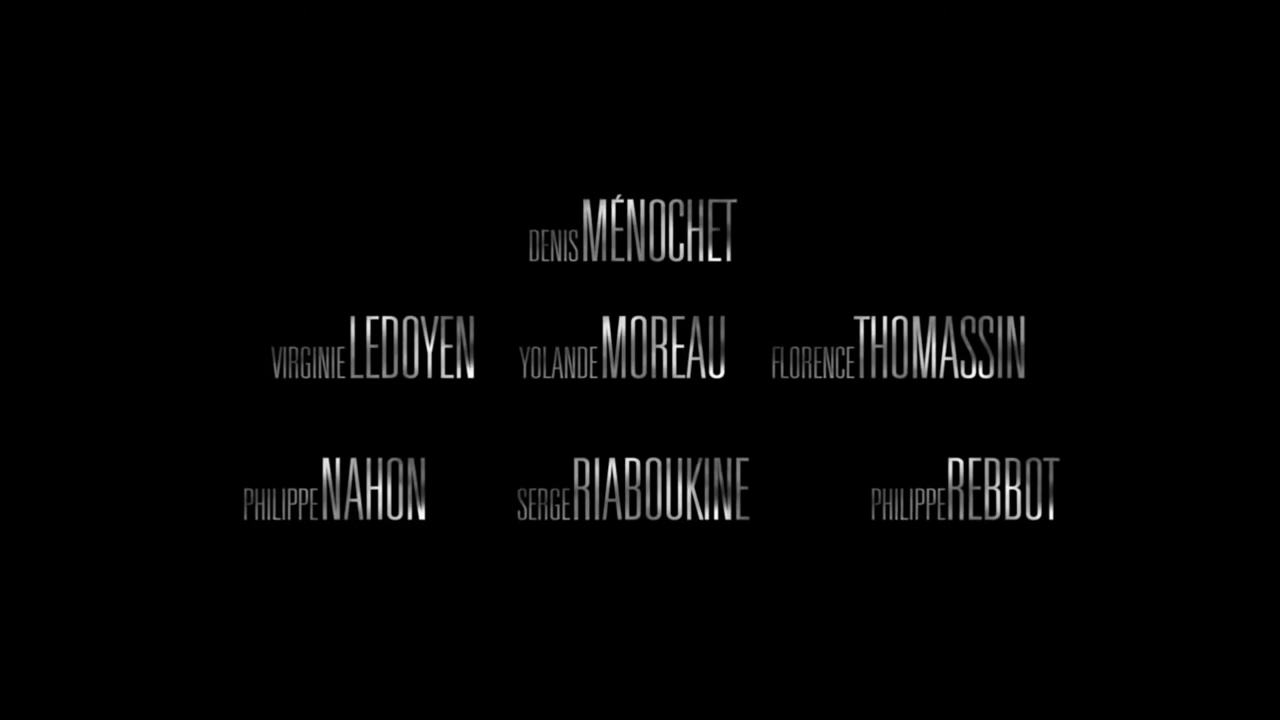 DENIS MÉNOCHET
VIRGINIE LEDOYEN YOLANDE MOREAU FLORENCE THOMASSIN
PHILIPPE NAHON SERGE RIABOUKINE PHILIPPE REBBOT